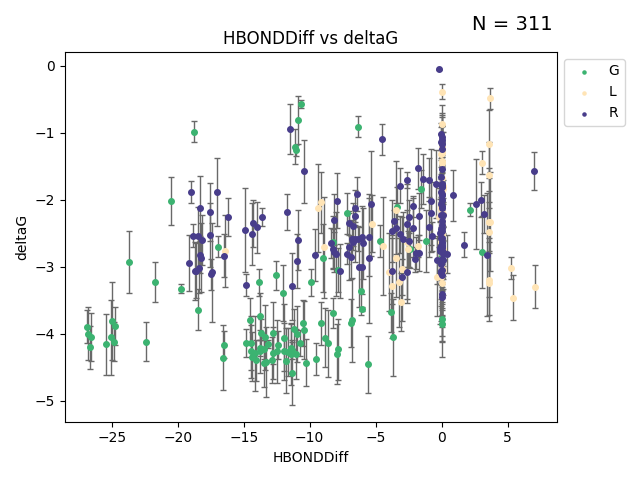 N = 311
HBONDDiff vs deltaG
G
L
R
0
−1
−2
−3
−4
−5
deltaG
−25 −20 −15 −10 −5 0 5
HBONDDiff